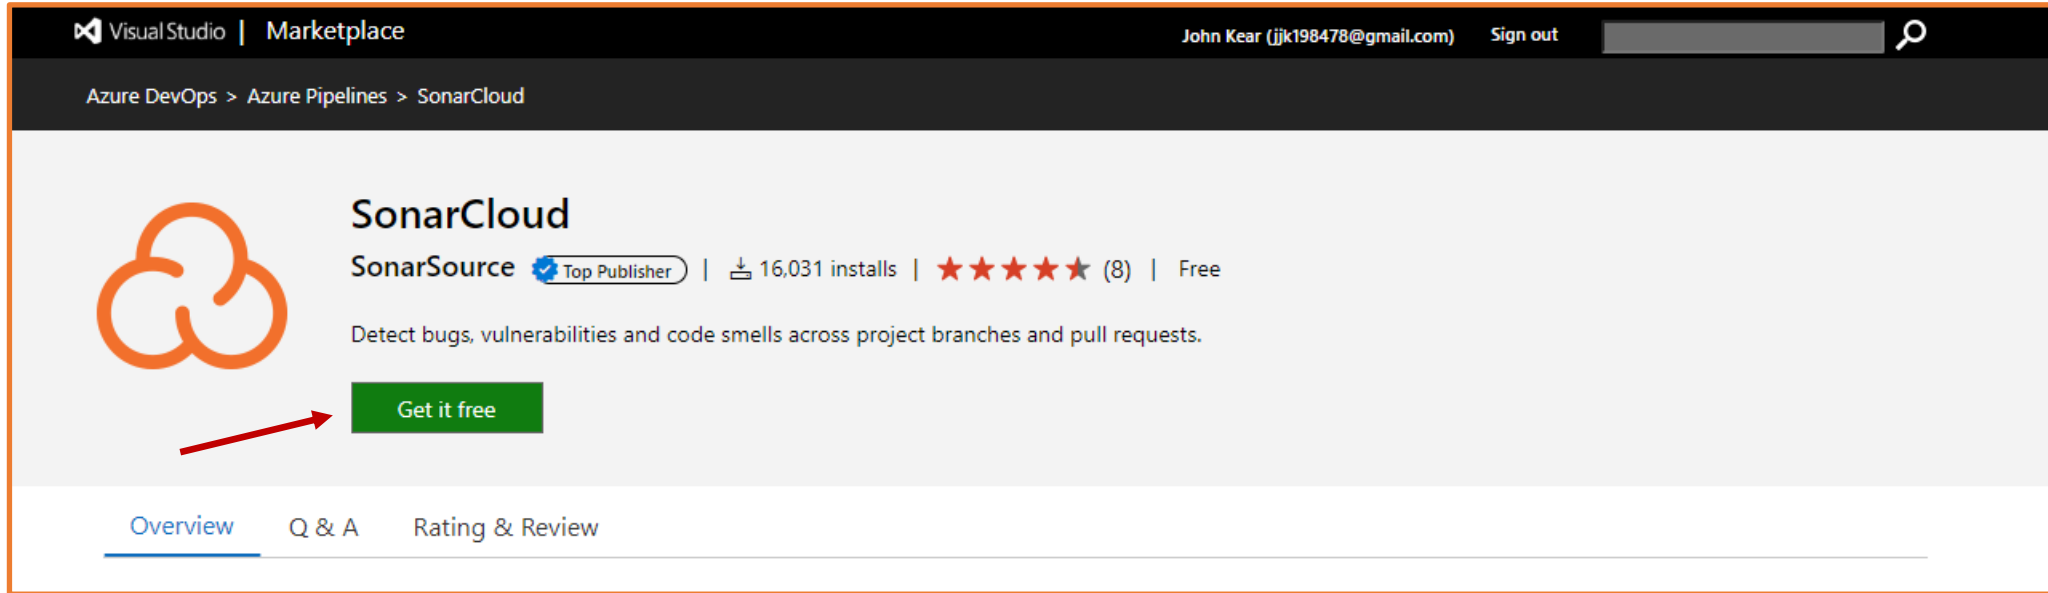 Visual Studio | Marketplace
John Kear (jjk198478@gmail.com) Sign out
Azure DevOps > Azure Pipelines > SonarCloud
SonarCloud
SonarSource Top Publisher | 16,031 installs | (8) | Free
Detect bugs, vulnerabilities and code smells across project branches and pull requests.
Get it free
Overview Q & A Rating & Review